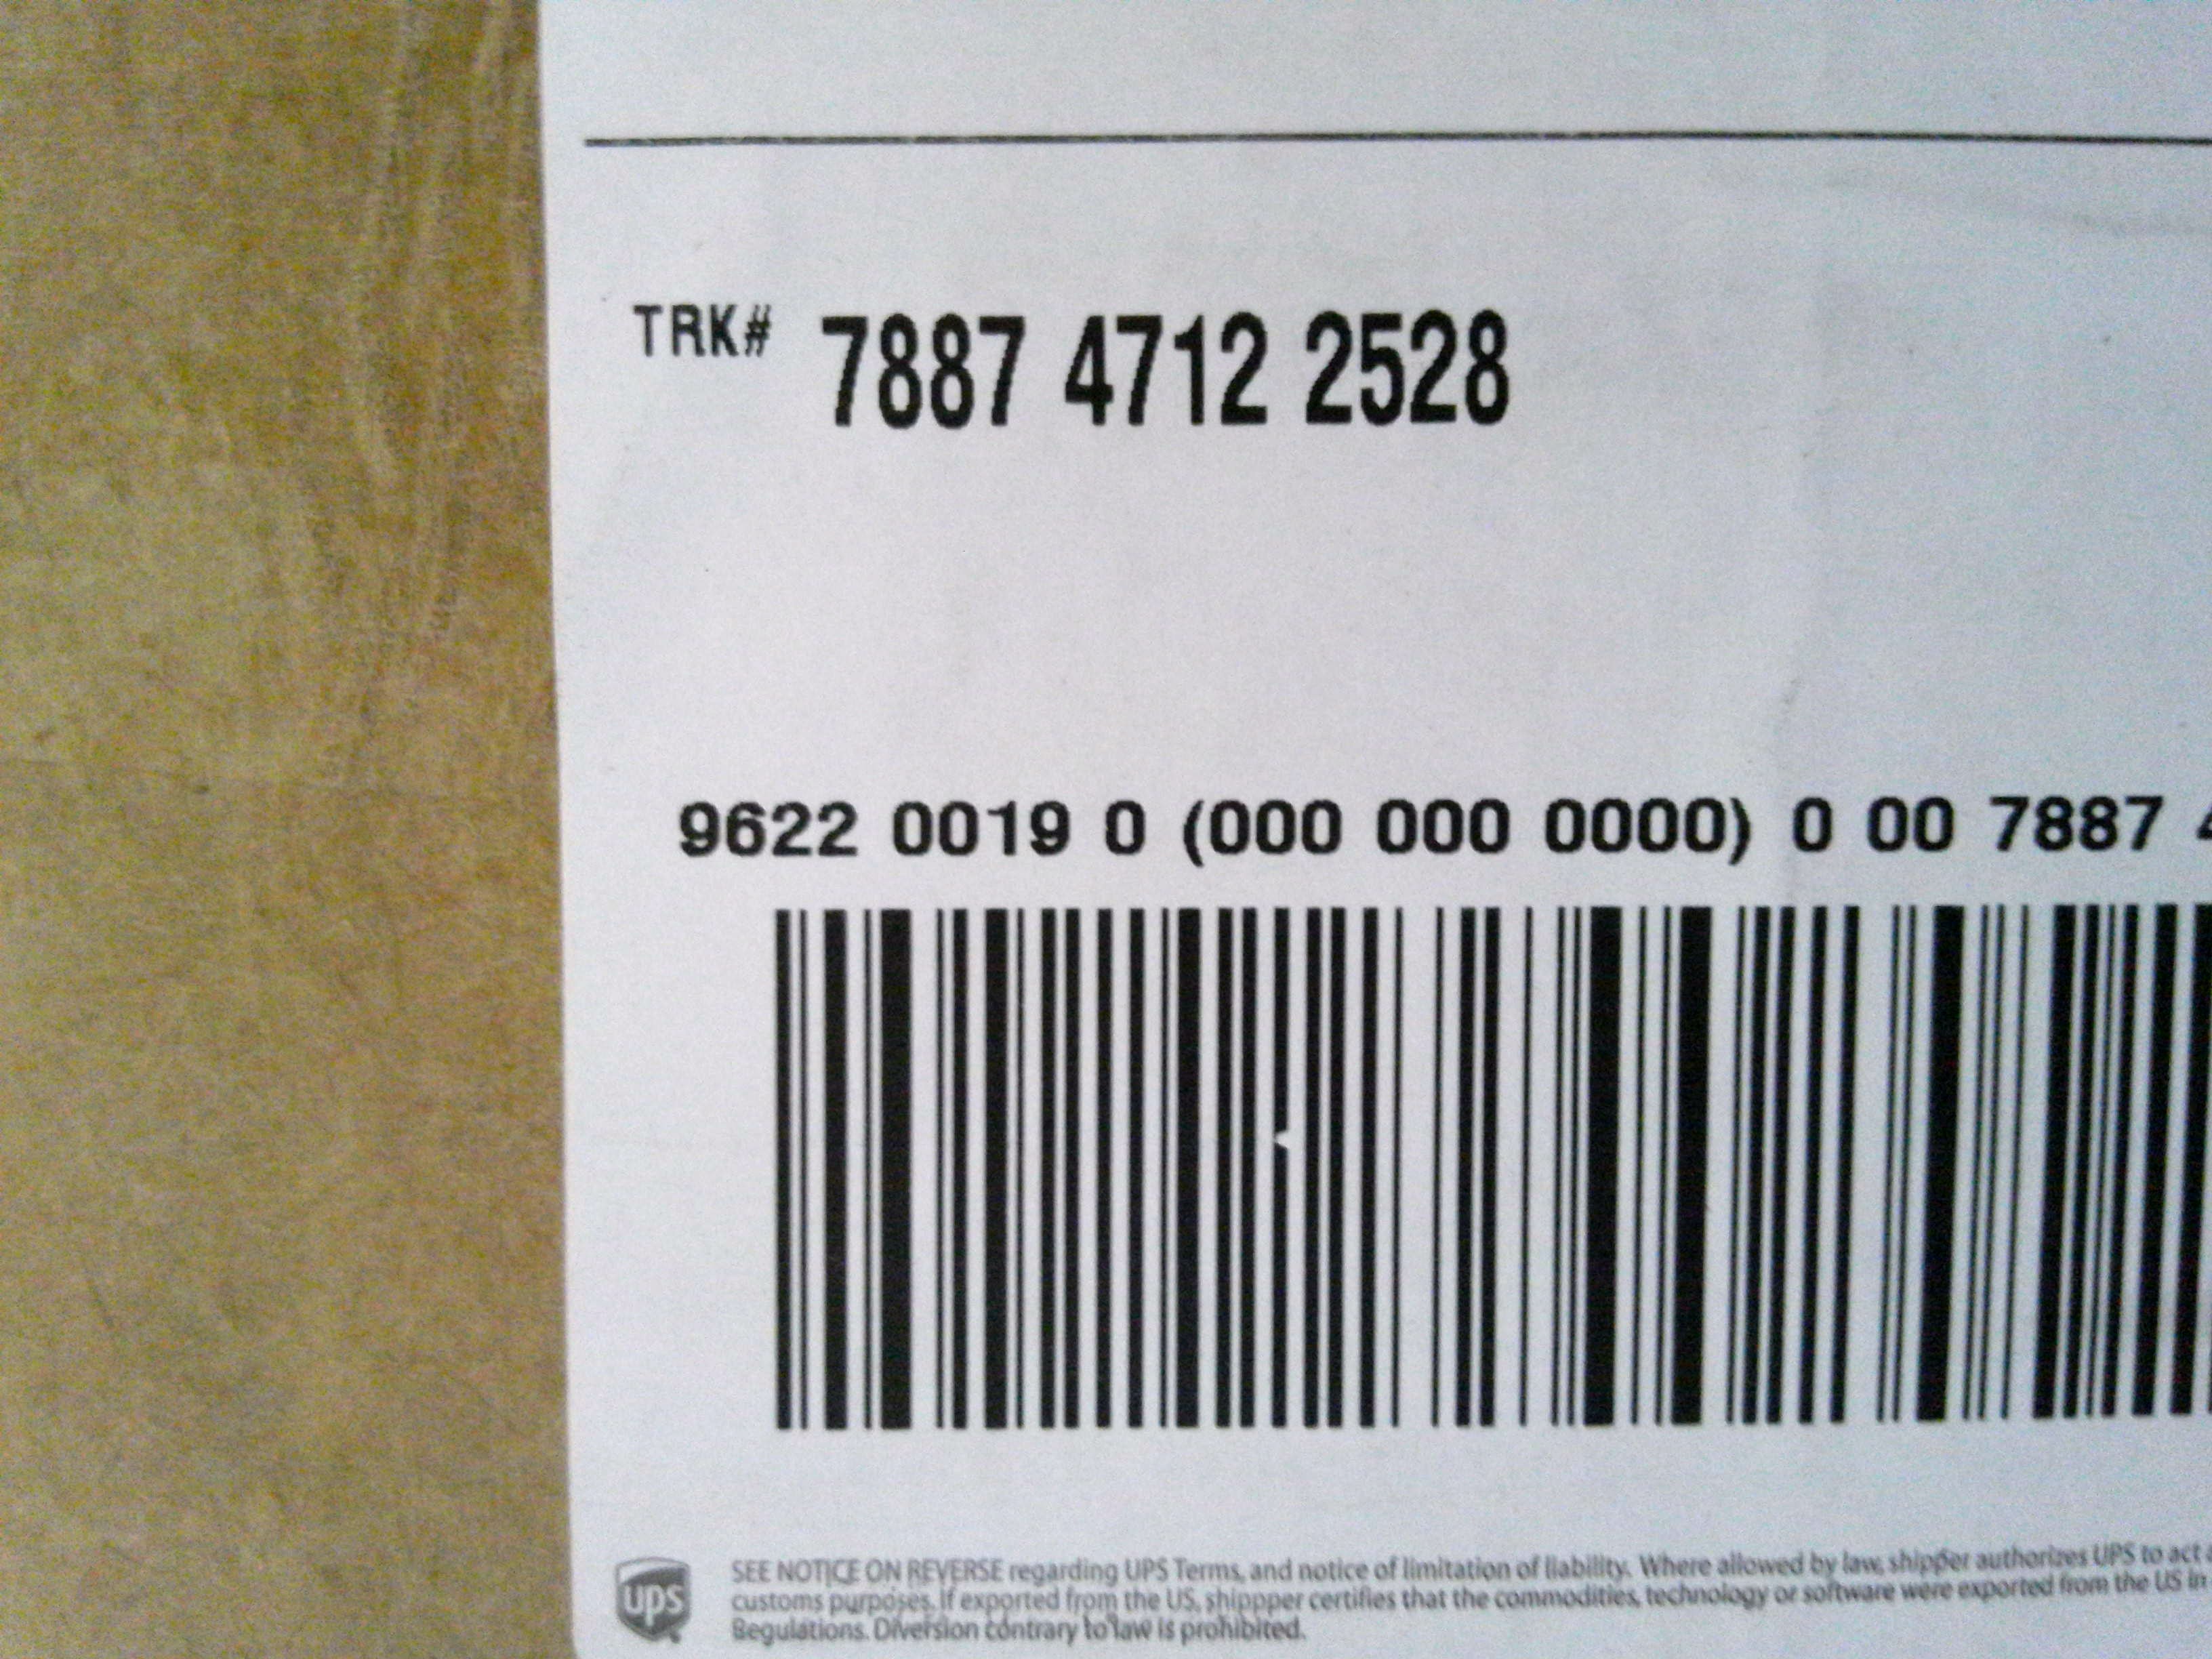 TRK# 7887 4712 2528
9622 0019 0 (000 000 0000) 0 00 7887
ups
SEE NOTICE ON REVERSE regarding UPS Terms, and notice of limitation of liability. Where allowed by law, shipper authorizes UPS to act
customs purposes. If exported from the US, shippper certifies that the commodities, technology or software were exported from the US in
Regulations. Diversion contrary to law is prohibited.